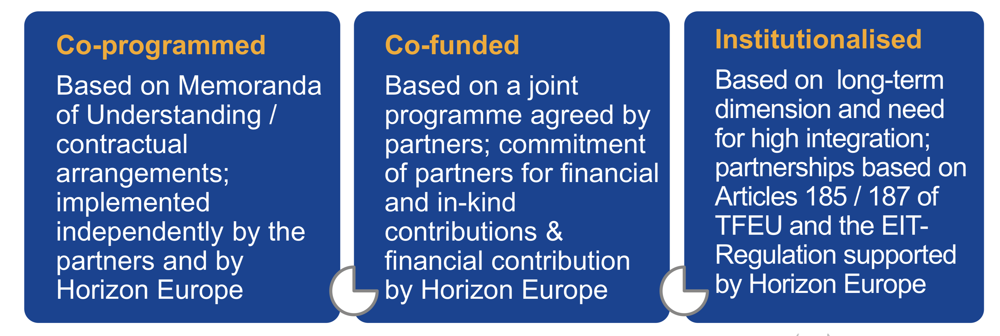 Co-programmed
Based on Memoranda
of Understanding /
contractual
arrangements;
implemented
independently by the
partners and by
Horizon Europe
Co-funded
Based on a joint
programme agreed by
partners; commitment
of partners for financial
and in-kind
contributions &
financial contribution
by Horizon Europe
Institutionalised
Based on long-term
dimension and need
for high integration;
partnerships based on
Articles 185 / 187 of
TFEU and the EIT-
Regulation supported
by Horizon Europe